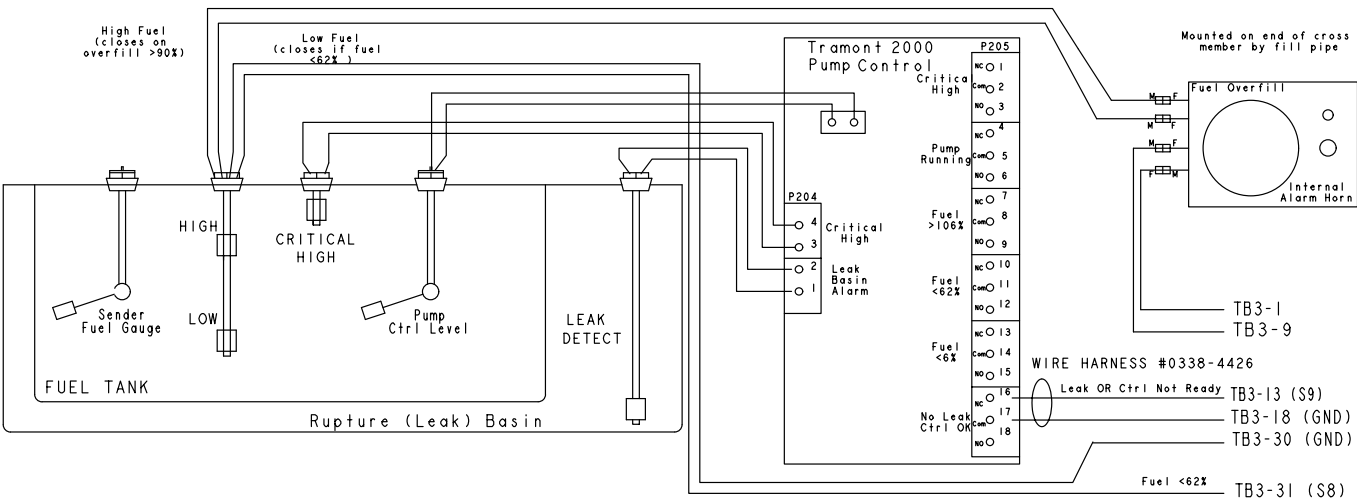 High Fuel
(closes on
overfill >90%)
Low Fuel
(closes if fuel
<62% )
Tramont 2000
Pump Control
P205
Critical
High
NC 1
Com 2
NO 3
Pump
Running
NC 4
Com 5
NO 6
Fuel
>106%
NC 7
Com 8
NO 9
Fuel
<62%
NC 10
Com 11
NO 12
Fuel
<6%
NC 13
Com 14
NO 15
No Leak
Ctrl OK
NC 16
Com 17
NO 18
P204
4
3
Critical
High
2
1
Leak
Basin
Alarm
Mounted on end of cross
member by fill pipe
Fuel Overfill
M F
M F
M F
F M
Internal
Alarm Horn
TB3-1
TB3-9
HIGH
LOW
CRITICAL
HIGH
Sender
Fuel Gauge
Pump
Ctrl Level
LEAK
DETECT
FUEL TANK
Rupture (Leak) Basin
WIRE HARNESS #0338-4426
Leak OR Ctrl Not Ready
TB3-13 (S9)
TB3-18 (GND)
TB3-30 (GND)
Fuel <62%
TB3-31 (S8)